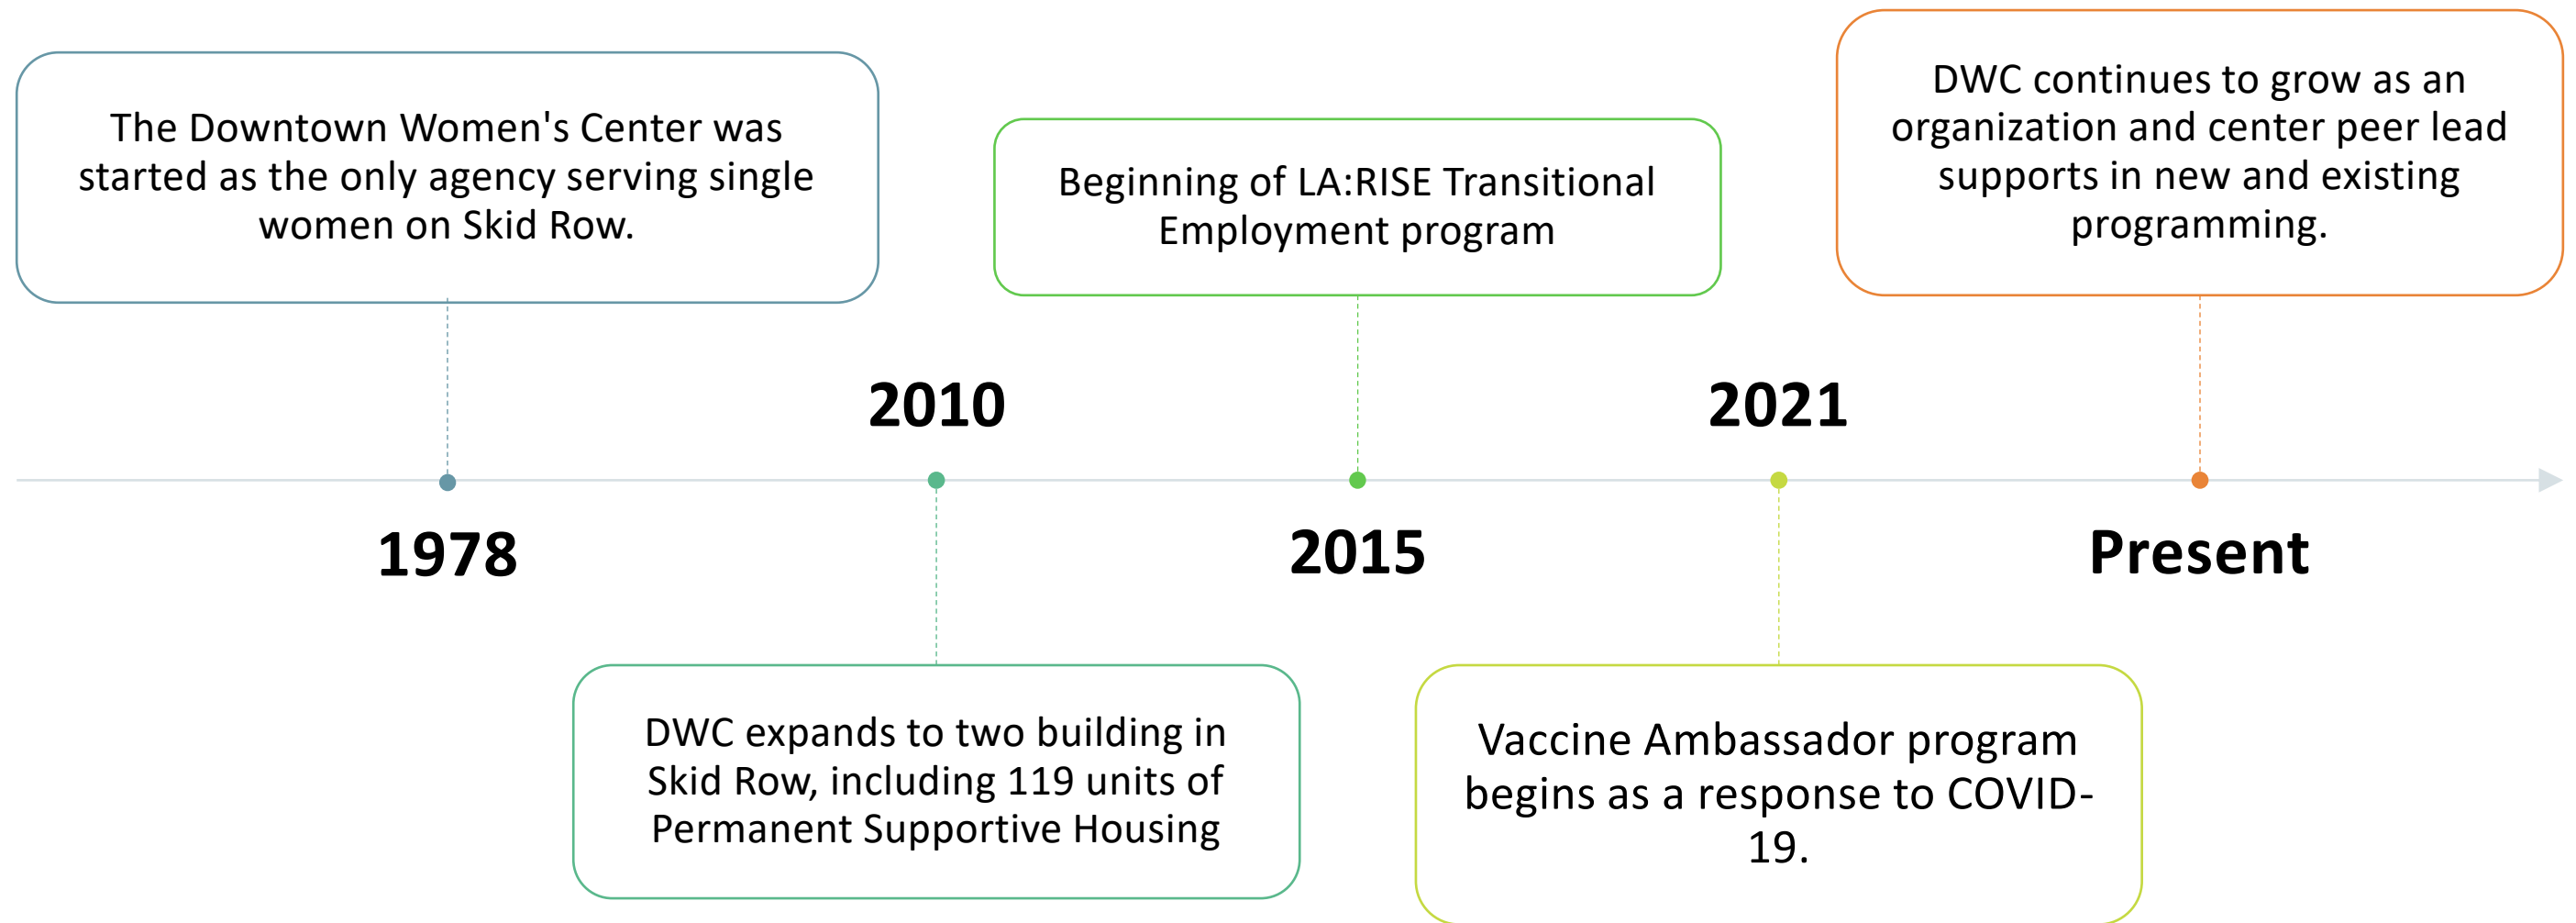 The Downtown Women's Center was
started as the only agency serving single
women on Skid Row.
1978
2010
DWC expands to two building in
Skid Row, including 119 units of
Permanent Supportive Housing
Beginning of LA:RISE Transitional
Employment program
2015
2021
Vaccine Ambassador program
begins as a response to COVID-
19.
DWC continues to grow as an
organization and center peer lead
supports in new and existing
programming.
Present